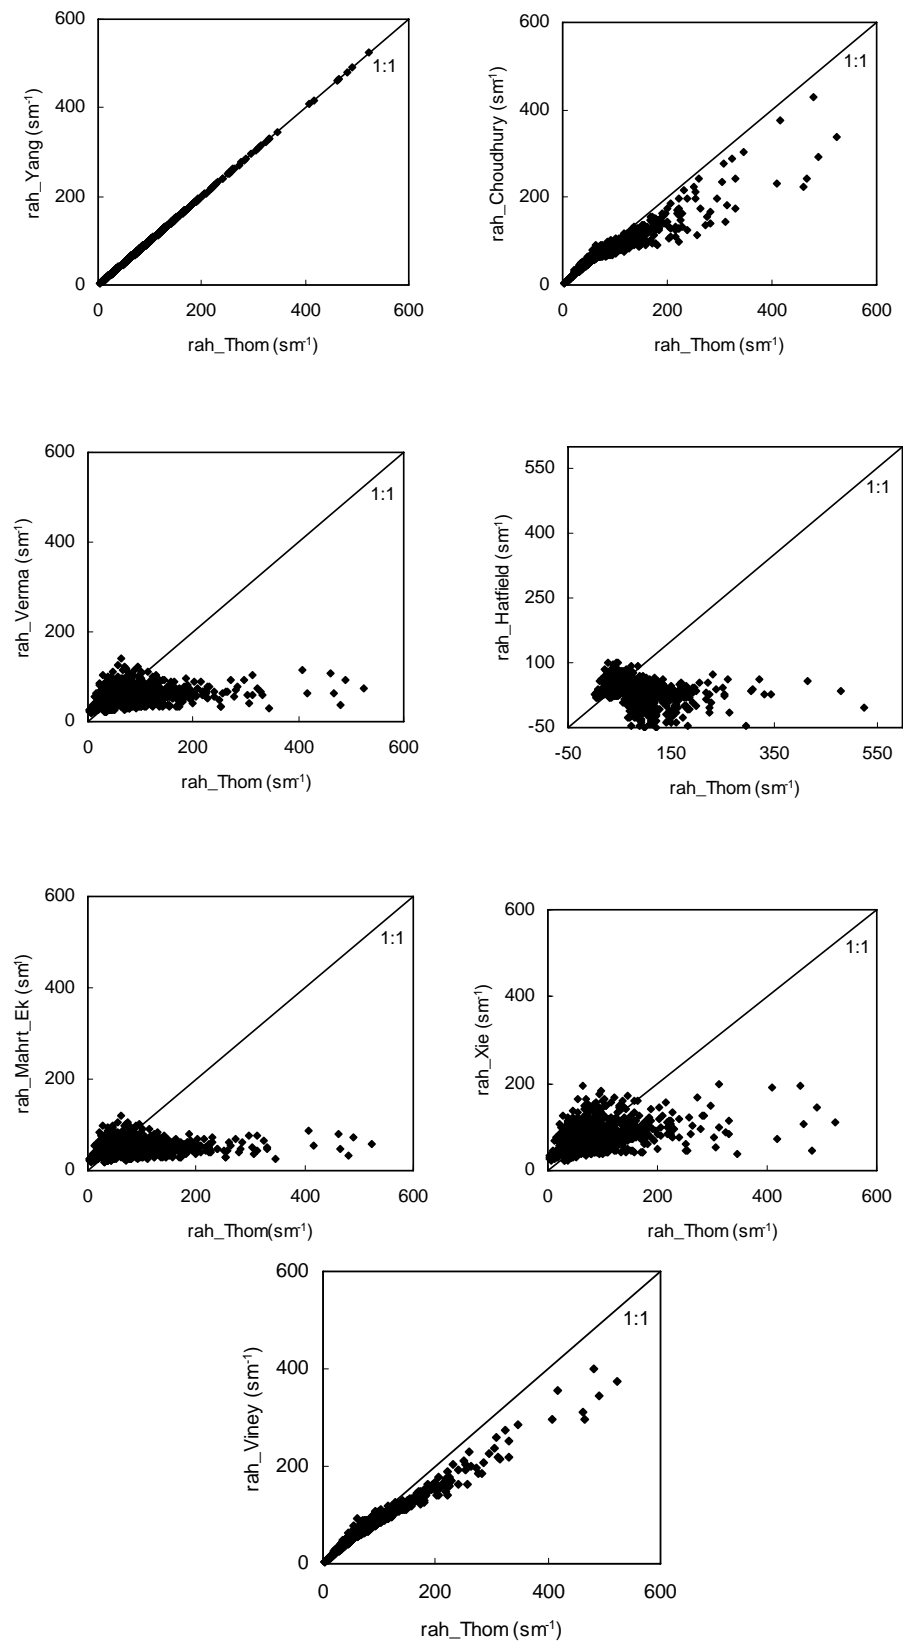 600
400
200
0
rah_Yang (sm-1)
1:1
0 200 400 600
rah_Thom (sm-1)
600
400
200
0
rah_Choudhury (sm-1)
1:1
0 200 400 600
rah_Thom (sm-1)
600
400
200
0
rah_Verma (sm-1)
1:1
0 200 400 600
rah_Thom (sm-1)
550
400
250
100
-50
rah_Hatfield (sm-1)
1:1
-50 150 350 550
rah_Thom (sm-1)
600
400
200
0
rah_Mahrt_Ek (sm1)
1:1
0 200 400 600
rah_Thom(sm-1)
600
400
200
0
rah_Xie (sm-1)
1:1
0 200 400 600
rah_Thom (sm-1)
600
400
200
0
rah_Viney (sm-1)
1:1
0 200 400 600
rah_Thom (sm-1)